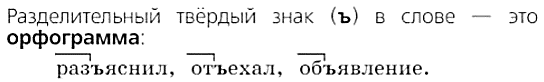 Разделительный твёрдый знак (ъ) в слове — это
орфограмма:
разъяснил, отъехал, объявление.